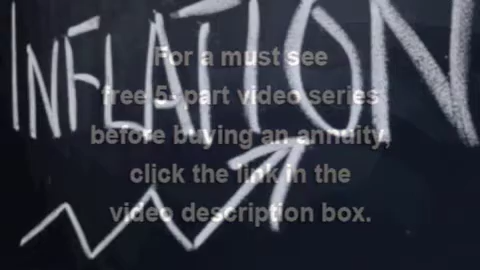 INFLATION
For a must see
free 5- part video series
before buying an annuity,
click the link in the
video description box.